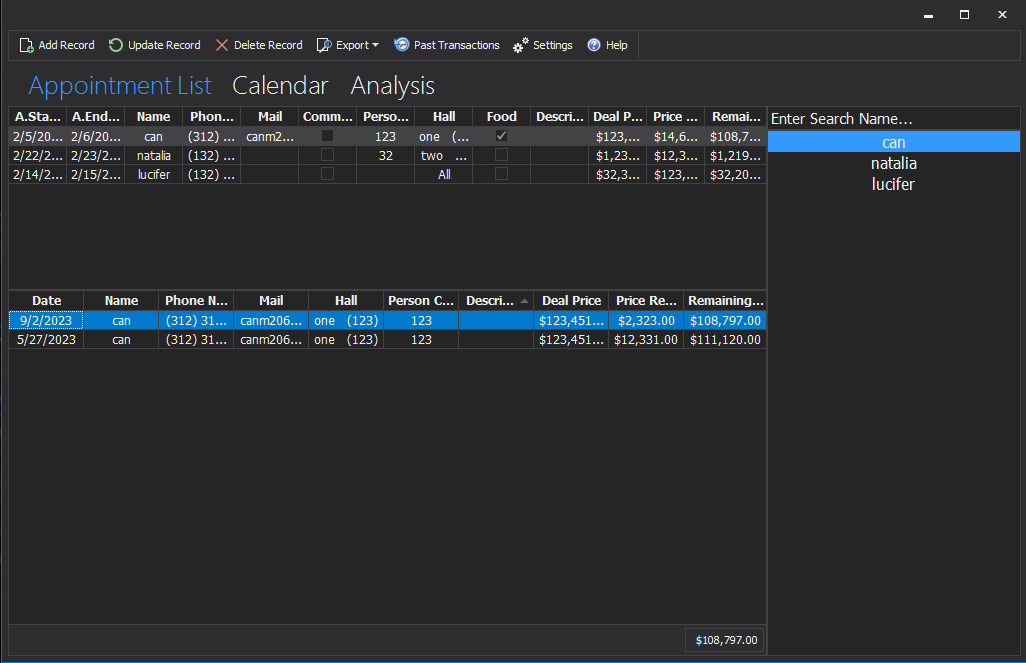 Add Record Update Record Delete Record Export Past Transactions Settings Help
Appointment List Calendar Analysis
A.Sta... A.End... Name Phon... Mail Comm... Perso... Hall Food Descri... Deal P... Price ... Remai...
2/5/20... 2/6/20... can (312) ... canm2... 123 one (... $123,... $14,6... $108,7...
2/22/2... 2/23/2... natalia (132) ... 32 two ... $1,23... $12,3... $1,219...
2/14/2... 2/15/2... lucifer (132) ... All $32,3... $123,... $32,20...
Enter Search Name...
can
natalia
lucifer
Date Name Phone N... Mail Hall Person C... Descri... Deal Price Price Re... Remaining...
9/2/2023 can (312) 31... canm206... one (123) 123 $123,451... $2,323.00 $108,797.00
5/27/2023 can (312) 31... canm206... one (123) 123 $123,451... $12,331.00 $111,120.00
$108,797.00